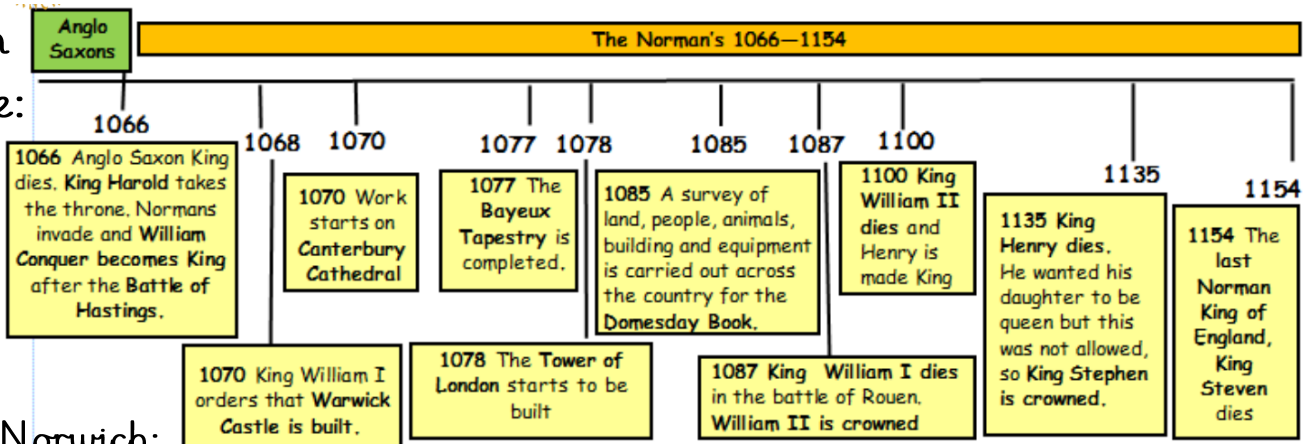 Anglo
Saxons
The Norman's 1066—1154
e:
1066
1068
1070
1077
1078
1085
1087
1100
1135
1154
1066 Anglo Saxon King
dies. King Harold takes
the throne. Normans
invade and William
Conquer becomes King
after the Battle of
Hastings.
1070 King William I
orders that Warwick
Castle is built.
1070 Work
starts on
Canterbury
Cathedral
1077 The
Bayeux
Tapestry is
completed.
1078 The Tower of
London starts to be
built
1085 A survey of
land, people, animals,
building and equipment
is carried out across
the country for the
Domesday Book.
1087 King William I dies
in the battle of Rouen.
William II is crowned
1100 King
William II
dies and
Henry is
made King
1135 King
Henry dies.
He wanted his
daughter to be
queen but this
was not allowed,
so King Stephen
is crowned.
1154 The
last
Norman
King of
England,
King
Steven
dies
Norwich: